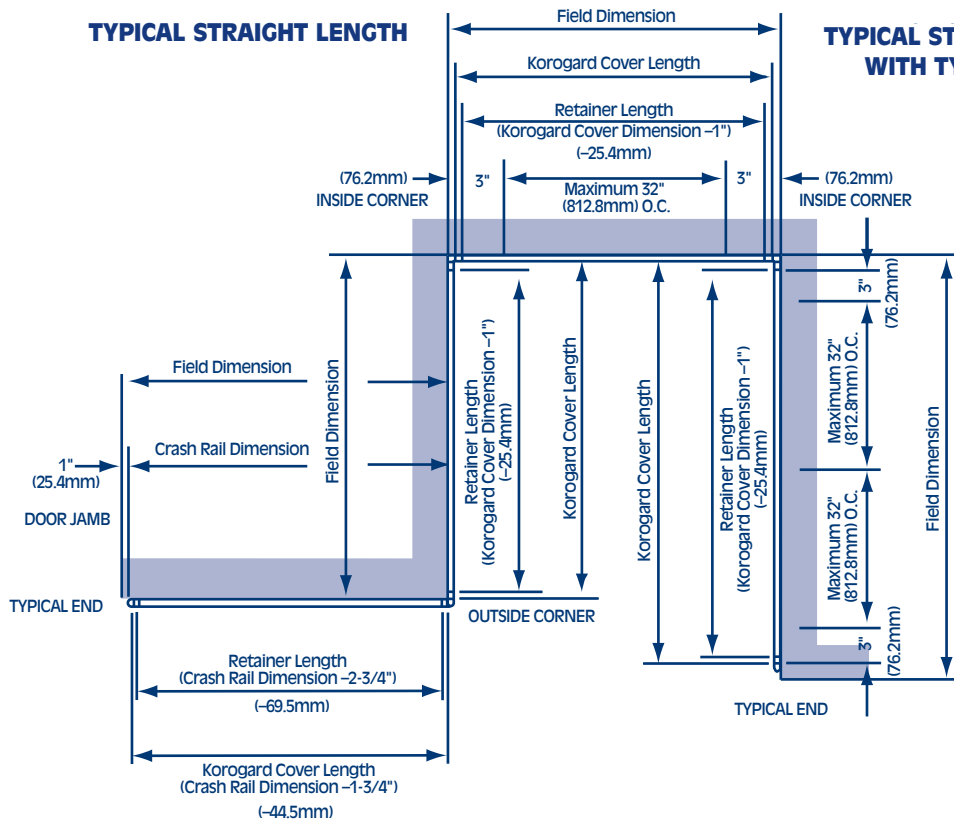 TYPICAL STRAIGHT LENGTH
TYPICAL ST
WITH TY
Field Dimension
Korogard Cover Length
Retainer Length
(Korogard Cover Dimension –1")
(–25.4mm)
(76.2mm)
INSIDE CORNER
3"
Maximum 32"
(812.8mm) O.C.
3"
(76.2mm)
INSIDE CORNER
Field Dimension
Crash Rail Dimension
1"
(25.4mm)
DOOR JAMB
TYPICAL END
Field Dimension
Retainer Length
(Korogard Cover Dimension –1")
(–25.4mm)
Korogard Cover Length
Korogard Cover Length
Retainer Length
(Korogard Cover Dimension –1")
(–25.4mm)
3"
(76.2mm)
Maximum 32"
(812.8mm) O.C.
Maximum 32"
(812.8mm) O.C.
3"
(76.2mm)
Field Dimension
OUTSIDE CORNER
TYPICAL END
Retainer Length
(Crash Rail Dimension –2-3/4")
(–69.5mm)
Korogard Cover Length
(Crash Rail Dimension –1-3/4")
(–44.5mm)